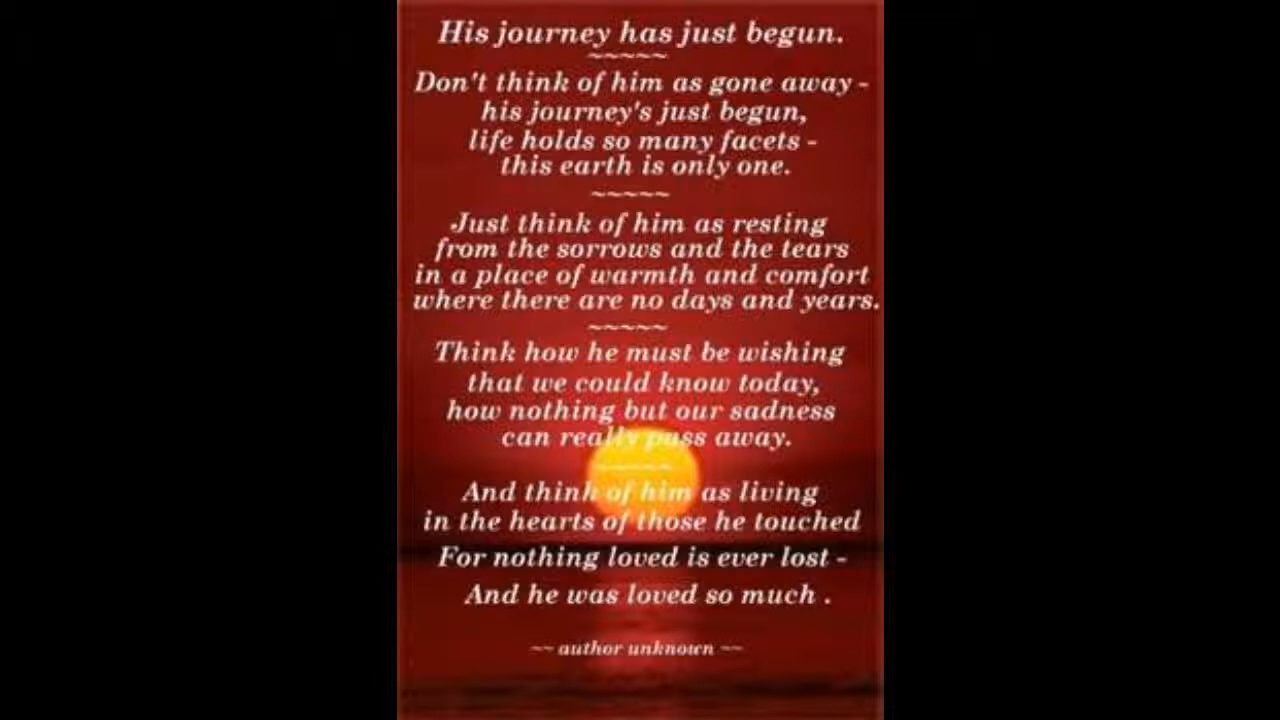 His journey has just begun.
~~~~~
Don't think of him as gone away -
his journey's just begun,
life holds so many facets -
this earth is only one.
~~~~~
Just think of him as resting
from the sorrows and the tears
in a place of warmth and comfort
where there are no days and years.
~~~~~
Think how he must be wishing
that we could know today,
how nothing but our sadness
can really pass away.
~~~~~
And think of him as living
in the hearts of those he touched
For nothing loved is ever lost -
And he was loved so much .
~~ author unknown ~~